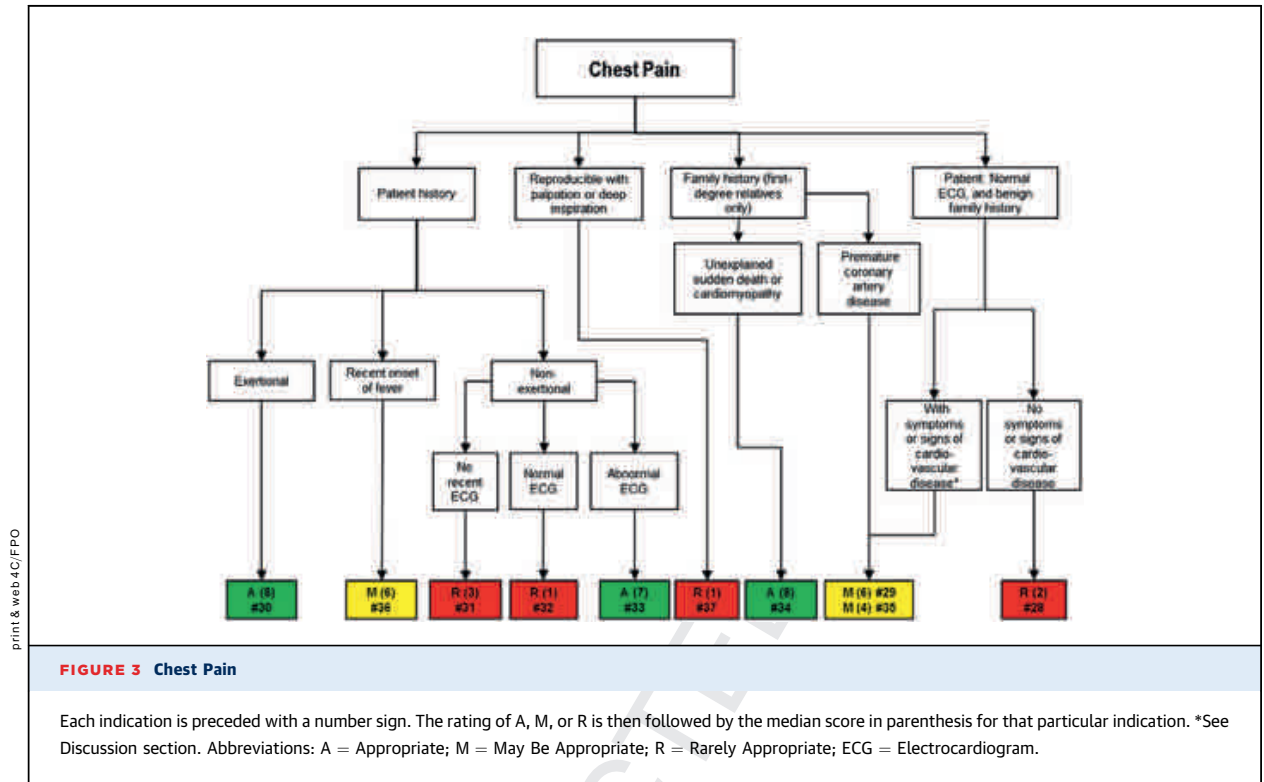 Chest Pain
Patient history
Reproducible with
palpation or deep
inspiration
Family history (first-
degree relatives
only)
Patient: Normal
ECG, and benign
family history
Unexplained
sudden death or
cardiomyopathy
Premature
coronary
artery
disease
Exertional
Recent onset
of fever
Non-
exertional
With
symptoms
or signs of
cardio-
vascular
disease*
No
symptoms
or signs of
cardio-
vascular
disease
No
recent
ECG
Normal
ECG
Abnormal
ECG
A (8)
#30
M (6)
#36
R (3)
#31
R (1)
#32
A (7)
#33
R (1)
#37
A (8)
#34
M (6) #29
M (4) #35
R (2)
#28
print & web 4C/FPO
FIGURE 3 Chest Pain
Each indication is preceded with a number sign. The rating of A, M, or R is then followed by the median score in parenthesis for that particular indication. *See
Discussion section. Abbreviations: A = Appropriate; M = May Be Appropriate; R = Rarely Appropriate; ECG = Electrocardiogram.